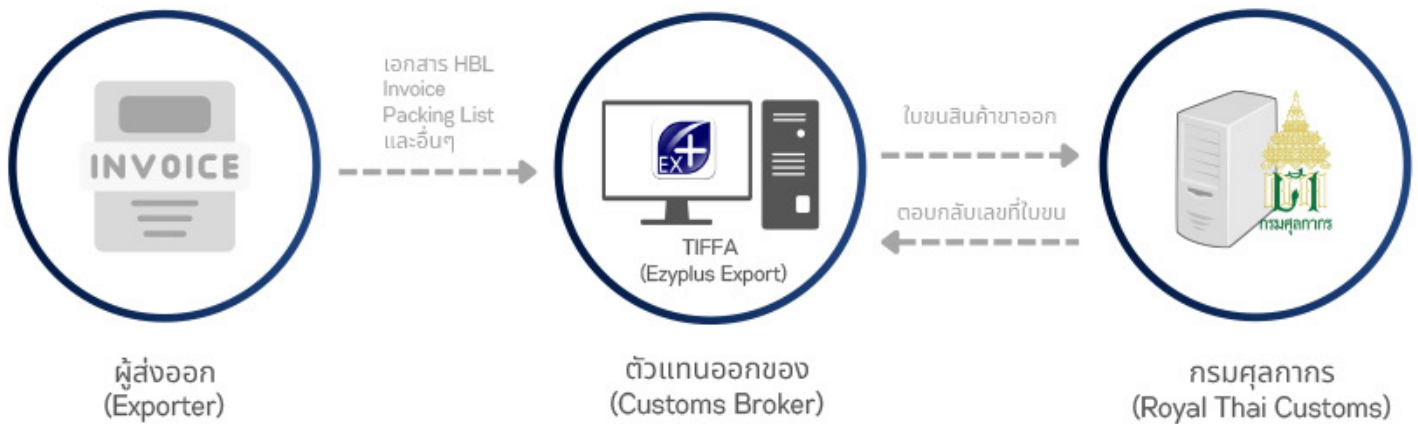 เอกสาร HBL
Invoice
Packing List
และอื่นๆ
INVOICE
EX
TIFFA
(Ezyplus Export)
ใบขนสินค้าขาออก
ตอบกลับเลขที่ใบขน
กรมศุลกากร
ผู้ส่งออก
(Exporter)
ตัวแทนออกของ
(Customs Broker)
กรมศุลกากร
(Royal Thai Customs)